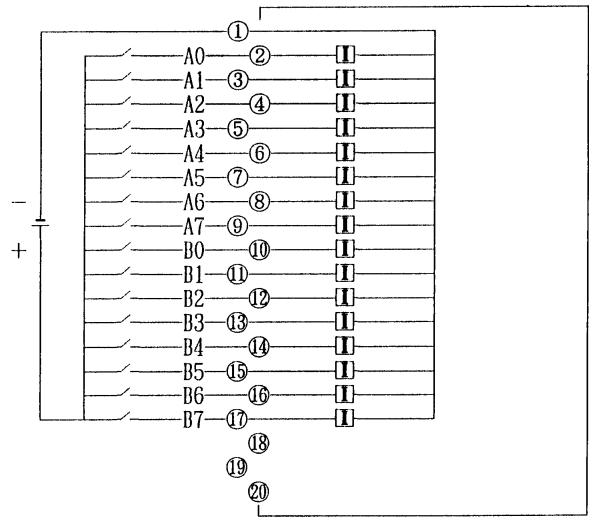 ①
A0 ②
A1 ③
A2 ④
A3 ⑤
A4 ⑥
A5 ⑦
A6 ⑧
− A7 ⑨
+ B0 ⑩
B1 ⑪
B2 ⑫
B3 ⑬
B4 ⑭
B5 ⑮
B6 ⑯
B7 ⑰
⑱
⑲
⑳